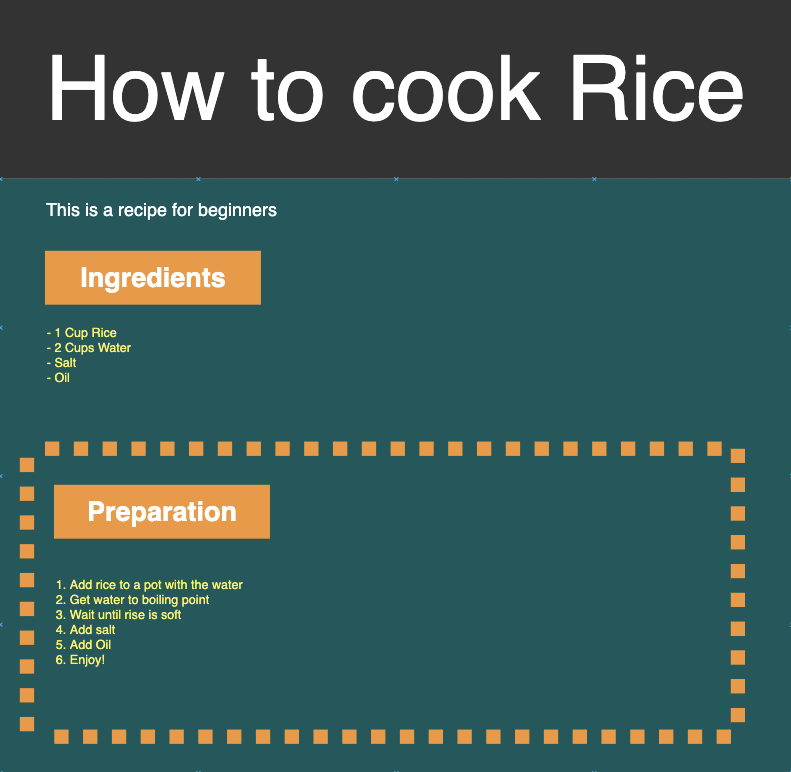 How to cook Rice
This is a recipe for beginners
Ingredients
- 1 Cup Rice
- 2 Cups Water
- Salt
- Oil
Preparation
1. Add rice to a pot with the water
2. Get water to boiling point
3. Wait until rise is soft
4. Add salt
5. Add Oil
6. Enjoy!